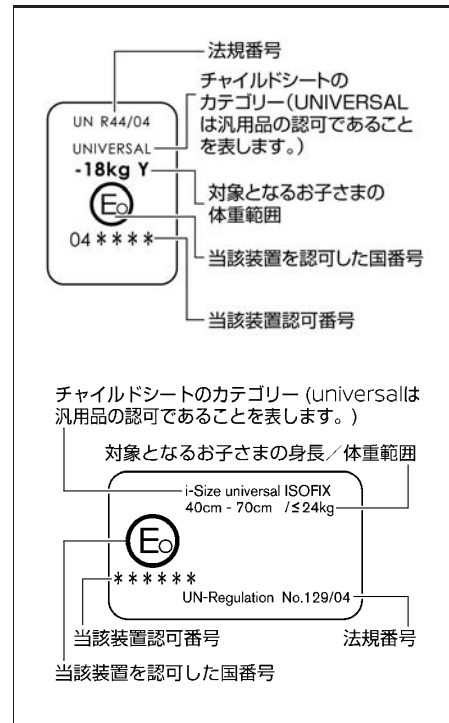 法規番号
チャイルドシートの
カテゴリー(UNIVERSAL
は汎用品の認可であること
を表します。)
UN R44/04
UNIVERSAL
-18kg Y
対象となるお子さまの
体重範囲
Eo
04****
当該装置を認可した国番号
当該装置認可番号
チャイルドシートのカテゴリー (universalは
汎用品の認可であることを表します。)
対象となるお子さまの身長／体重範囲
i-Size universal ISOFIX
40cm - 70cm /≤24kg
Eo
******
UN-Regulation No.129/04
当該装置認可番号
法規番号
当該装置を認可した国番号